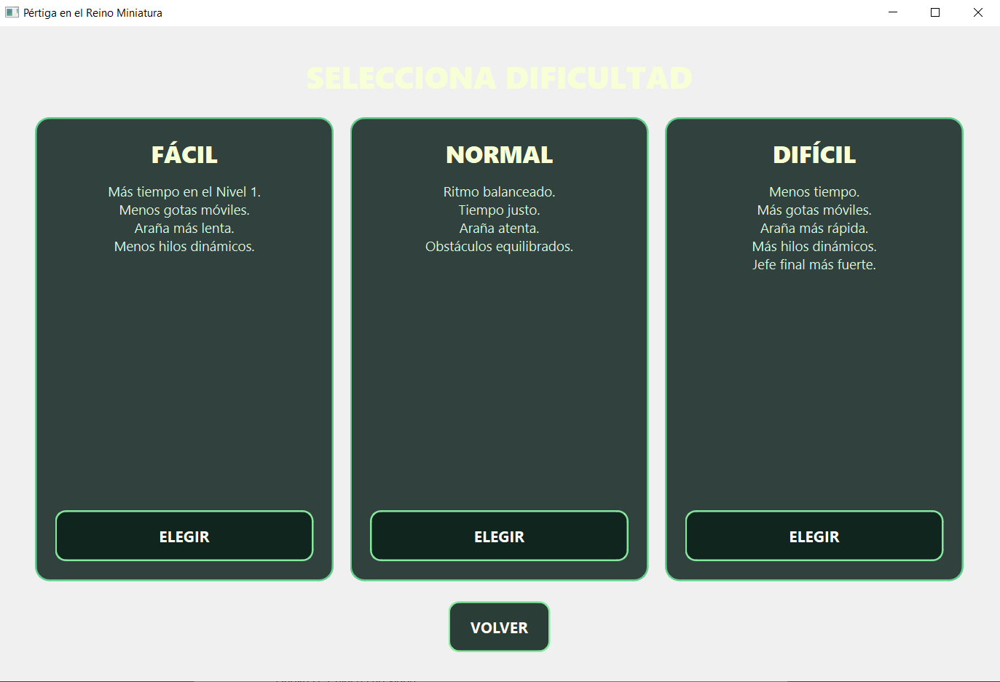 Pértiga en el Reino Miniatura
SELECCIONA DIFICULTAD
FÁCIL
Más tiempo en el Nivel 1.
Menos gotas móviles.
Araña más lenta.
Menos hilos dinámicos.
ELEGIR
NORMAL
Ritmo balanceado.
Tiempo justo.
Araña atenta.
Obstáculos equilibrados.
ELEGIR
DIFÍCIL
Menos tiempo.
Más gotas móviles.
Araña más rápida.
Más hilos dinámicos.
Jefe final más fuerte.
ELEGIR
VOLVER